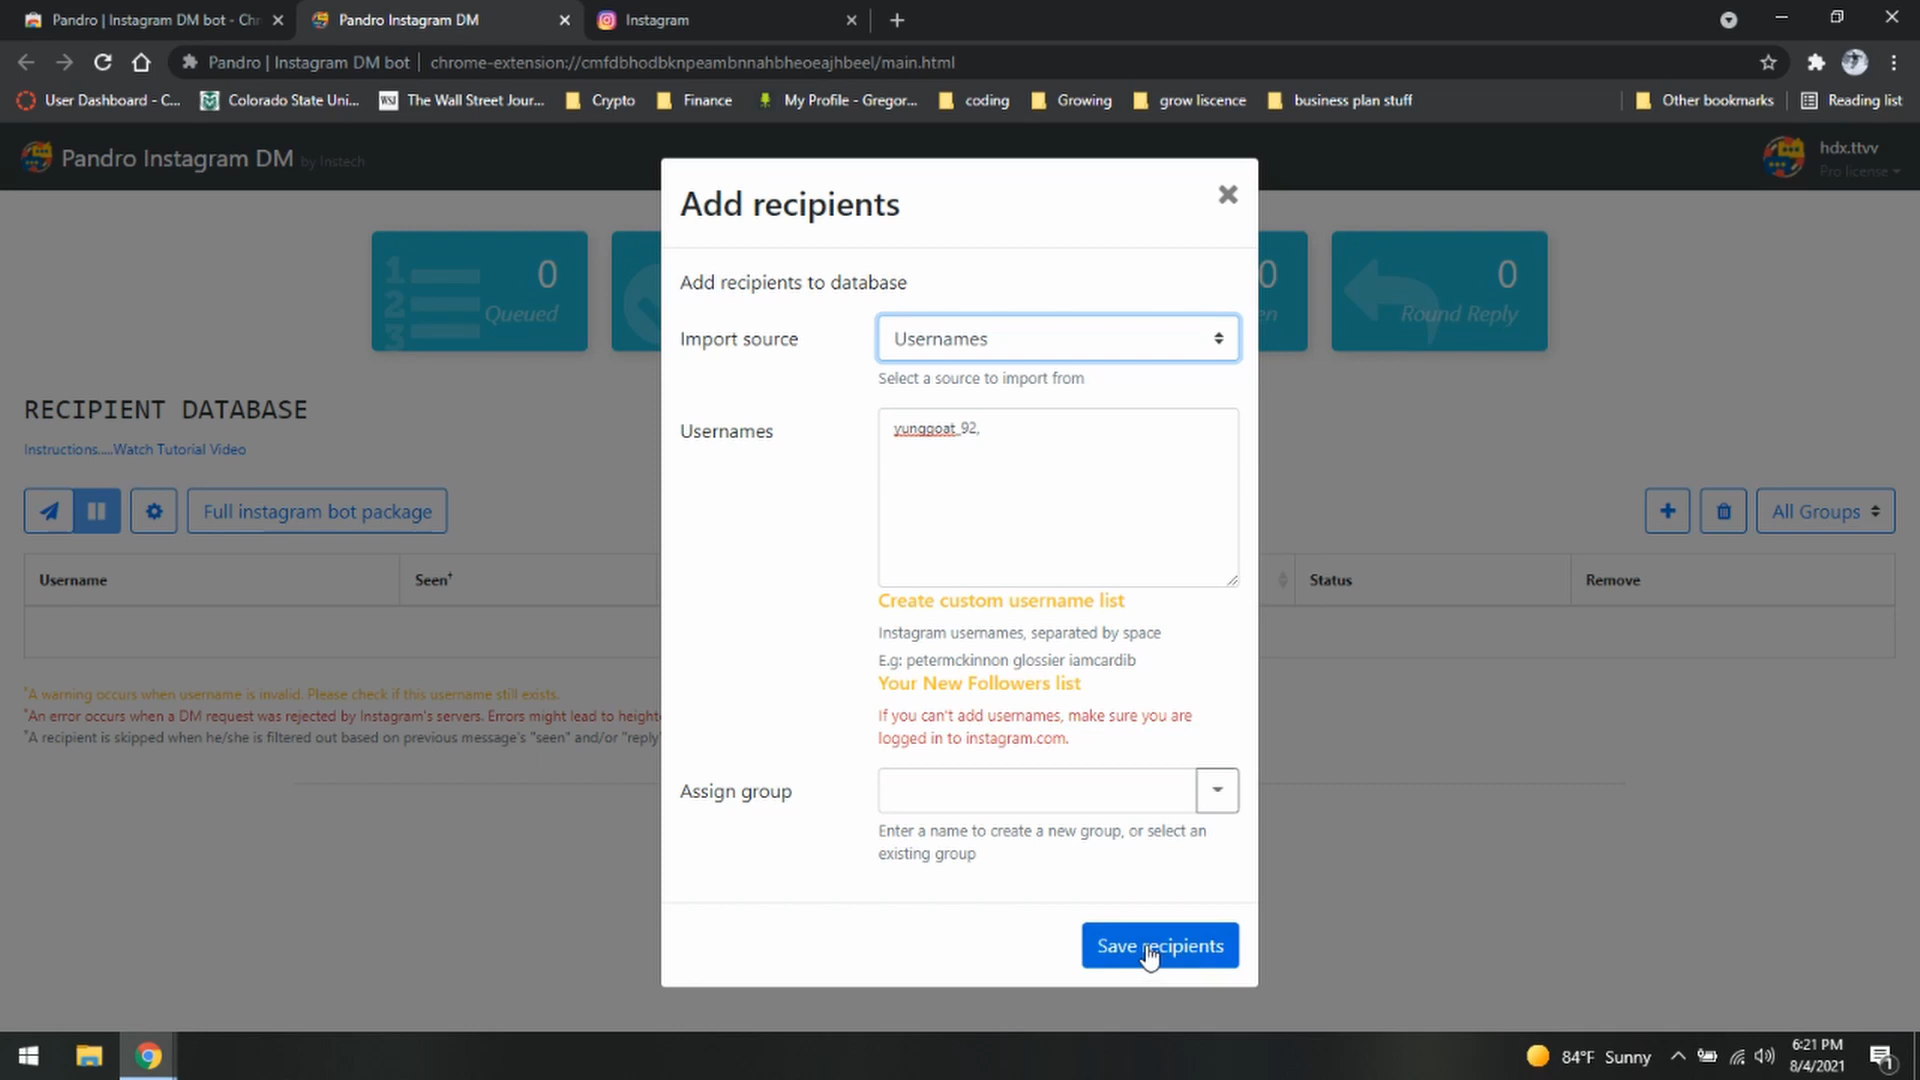 Pandro | Instagram DM bot - Chr
Pandro Instagram DM
Instagram
Pandro | Instagram DM bot
chrome-extension://cmfdbhodbknpeambnnahbheoeajhbeel/main.html
User Dashboard - C...
Colorado State Uni...
WSJ
The Wall Street Jour...
Crypto
Finance
My Profile - Gregor...
coding
Growing
grow liscence
business plan stuff
Other bookmarks
Reading list
Pandro Instagram DM by Instech
hdx.ttvv
Pro license
0
Queued
0
en
0
Round Reply
Add recipients
Add recipients to database
Import source
Usernames
Select a source to import from
Usernames
yunggoat_92,
Create custom username list
Instagram usernames, separated by space
E.g: petermckinnon glossier iamcardib
Your New Followers list
If you can't add usernames, make sure you are
logged in to instagram.com.
Assign group
Enter a name to create a new group, or select an
existing group
Save recipients
RECIPIENT DATABASE
Instructions.....Watch Tutorial Video
Full instagram bot package
All Groups
Username
Seen†
Status
Remove
*A warning occurs when username is invalid. Please check if this username still exists.
*An error occurs when a DM request was rejected by Instagram's servers. Errors might lead to height
*A recipient is skipped when he/she is filtered out based on previous message's "seen" and/or "reply"
84°F Sunny
6:21 PM
8/4/2021
1